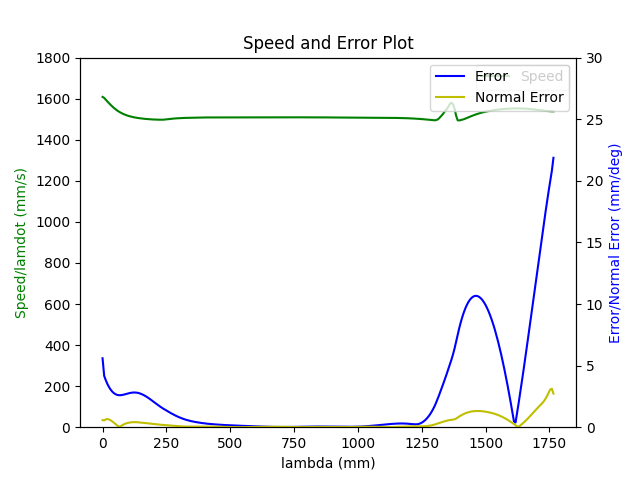 Speed and Error Plot
1800
1600
1400
1200
1000
800
600
400
200
0
Speed/lamdot (mm/s)
30
25
20
15
10
5
0
Error/Normal Error (mm/deg)
Error
Speed
Normal Error
0 250 500 750 1000 1250 1500 1750
lambda (mm)